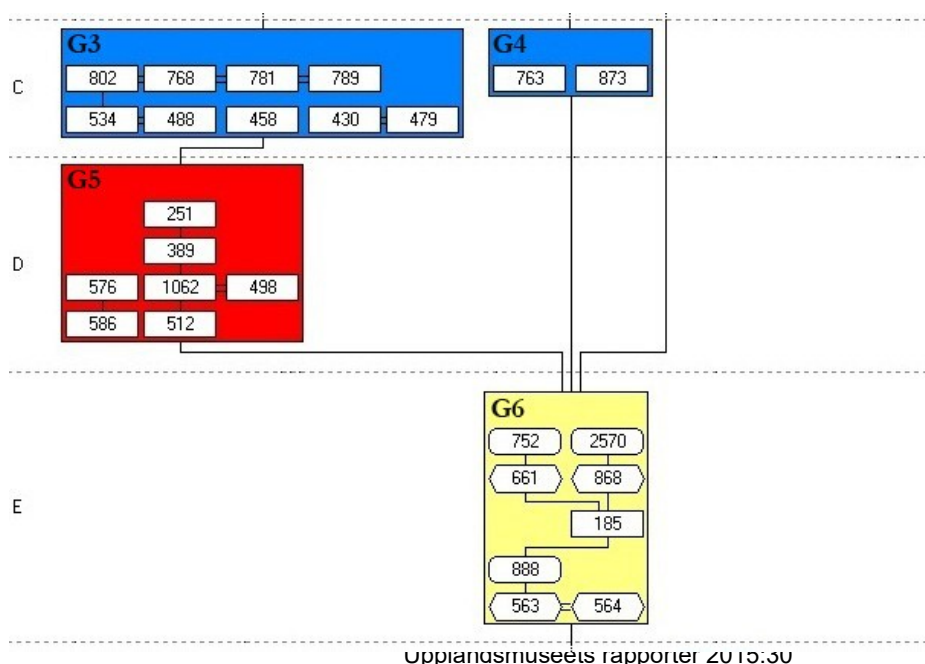 G3
G4
802 768 781 789
763 873
C
534 488 458 430 479
G5
251
389
D
576 1062 498
586 512
G6
752 2570
661 868
E
185
888
563 564
Upplandsmuseets rapporter 2015:30